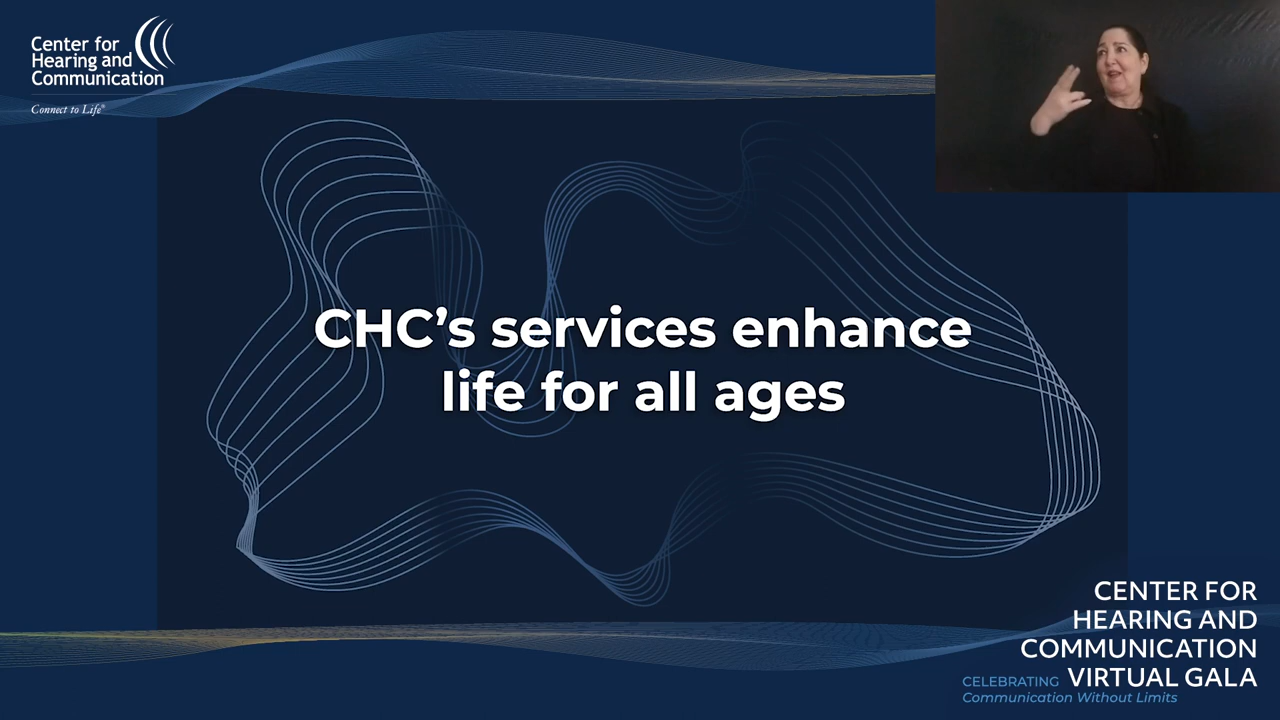 Center for
Hearing and
Communication
Connect to Life®
CHC’s services enhance
life for all ages
CENTER FOR
HEARING AND
COMMUNICATION
CELEBRATING VIRTUAL GALA
Communication Without Limits